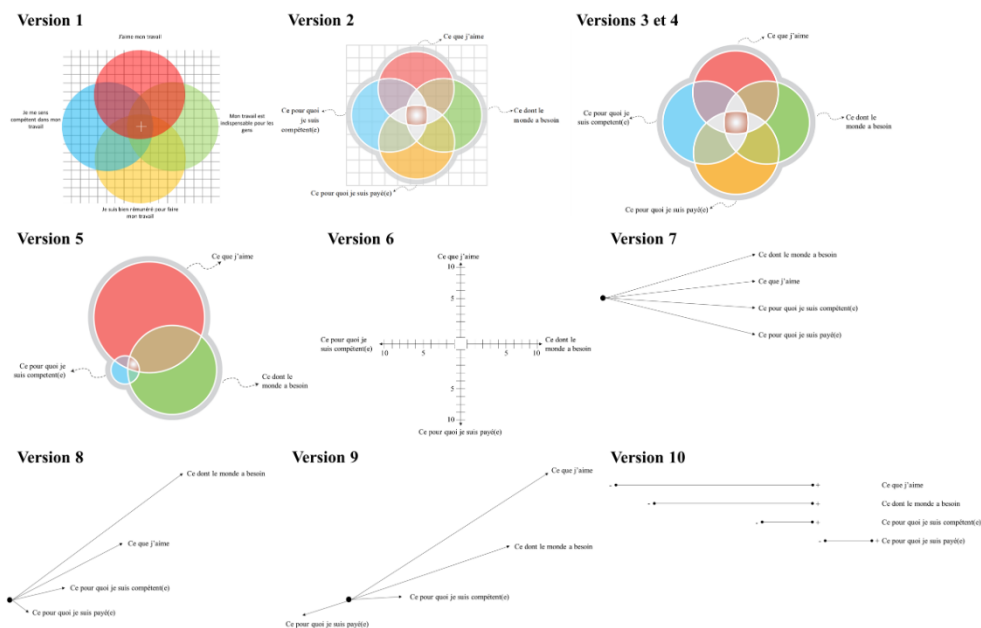 Version 1
J'aime mon travail
Je me sens
compétent dans mon
travail
Mon travail est
indispensable pour les
gens
Je suis bien rémunéré pour faire
mon travail
Version 2
Ce que j'aime
Ce pour quoi
je suis
compétent(e)
Ce dont le
monde a besoin
Ce pour quoi je suis payé(e)
Versions 3 et 4
Ce que j'aime
Ce pour quoi je
suis competent(e)
Ce dont le
monde a besoin
Ce pour quoi je suis payé(e)
Version 5
Ce que j'aime
Ce pour quoi je
suis competent(e)
Ce dont le
monde a besoin
Version 6
Ce que j'aime
10
5
Ce pour quoi je
suis compétent(e)
10 5 5 10
Ce dont le
monde a besoin
5
10
Ce pour quoi je suis payé(e)
Version 7
Ce dont le monde a besoin
Ce que j'aime
Ce pour quoi je suis compétent(e)
Ce pour quoi je suis payé(e)
Version 8
Ce dont le monde a besoin
Ce que j'aime
Ce pour quoi je suis compétent(e)
Ce pour quoi je suis payé(e)
Version 9
Ce que j'aime
Ce dont le monde a besoin
Ce pour quoi je suis compétent(e)
Ce pour quoi je suis payé(e)
Version 10
- + Ce que j'aime
- + Ce dont le monde a besoin
- + Ce pour quoi je suis compétent(e)
- + Ce pour quoi je suis payé(e)